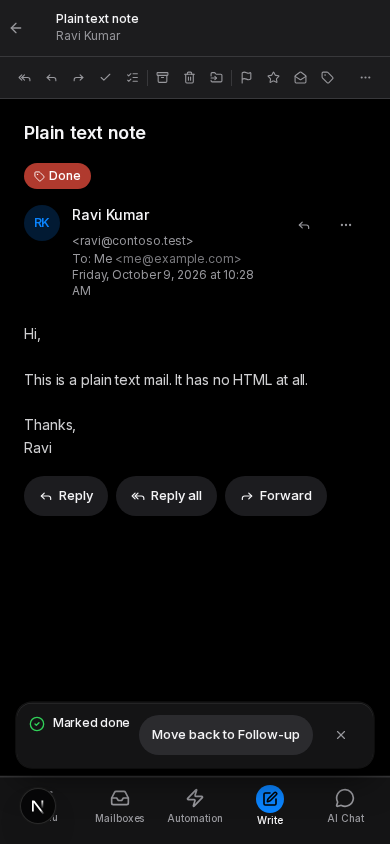 Plain text note
Ravi Kumar
Plain text note
Done
RK
Ravi Kumar
<ravi@contoso.test>
To: Me <me@example.com>
Friday, October 9, 2026 at 10:28
AM
Hi,
This is a plain text mail. It has no HTML at all.
Thanks,
Ravi
Reply
Reply all
Forward
Marked done
Move back to Follow-up
N
Mailboxes
Automation
Write
AI Chat